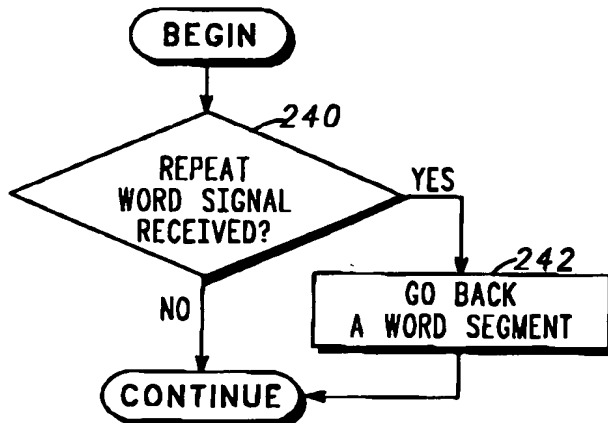 BEGIN
240
REPEAT
WORD SIGNAL
RECEIVED?
YES
242
GO BACK
A WORD SEGMENT
NO
CONTINUE